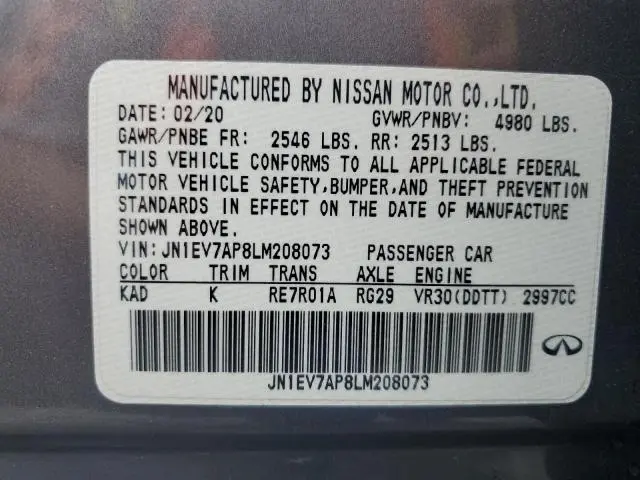 MANUFACTURED BY NISSAN MOTOR CO.,LTD.
DATE: 02/20 GVWR/PNBV: 4980 LBS.
GAWR/PNBE FR: 2546 LBS. RR: 2513 LBS.
THIS VEHICLE CONFORMS TO ALL APPLICABLE FEDERAL
MOTOR VEHICLE SAFETY,BUMPER,AND THEFT PREVENTION
STANDARDS IN EFFECT ON THE DATE OF MANUFACTURE
SHOWN ABOVE.
VIN: JN1EV7AP8LM208073 PASSENGER CAR
COLOR TRIM TRANS AXLE ENGINE
KAD K RE7R01A RG29 VR30(DDTT) 2997CC
JN1EV7AP8LM208073